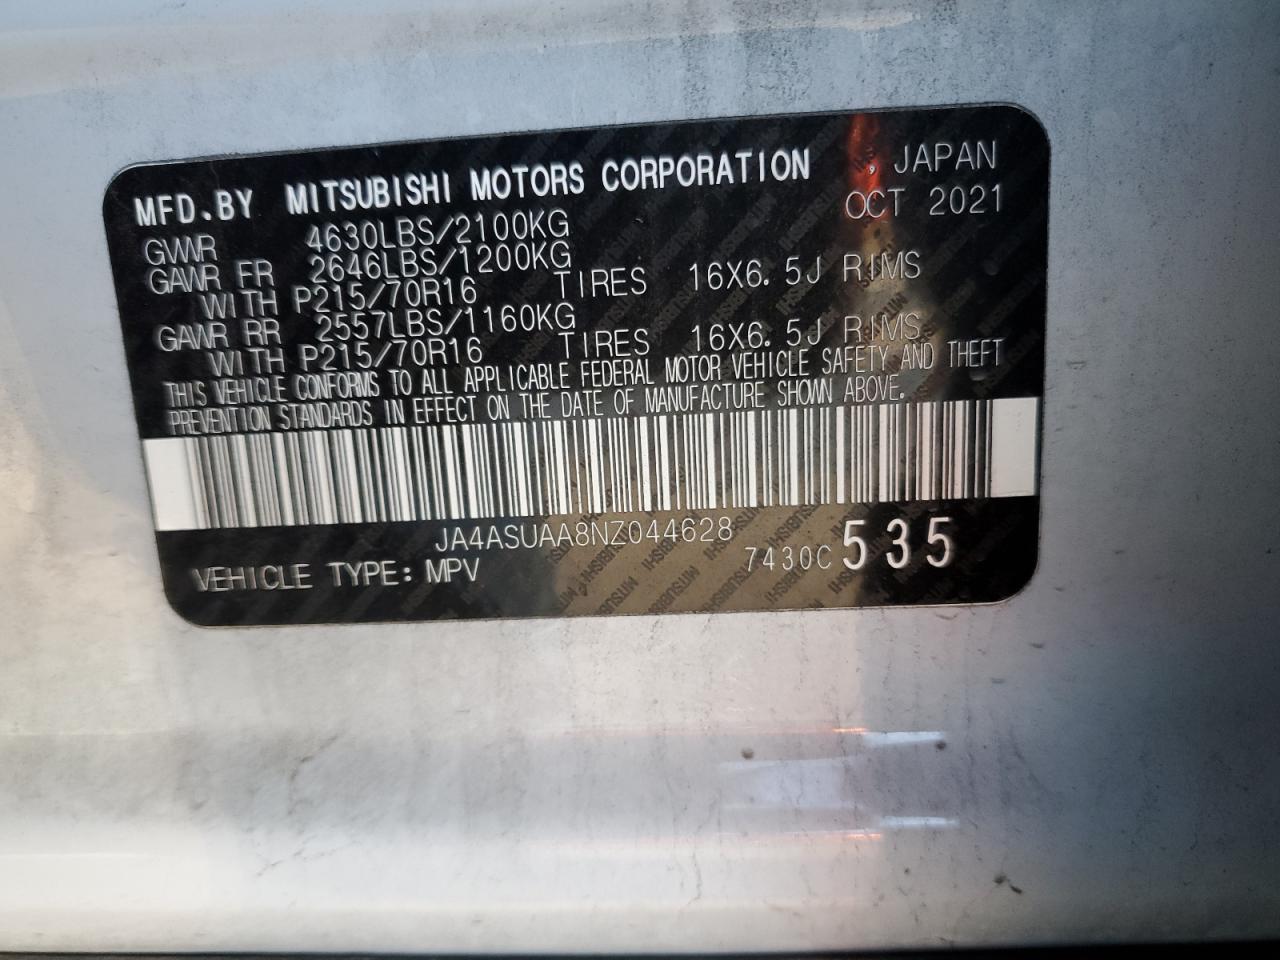 MFD.BY MITSUBISHI MOTORS CORPORATION, JAPAN
OCT 2021
GVWR 4630LBS/2100KG
GAWR FR 2646LBS/1200KG
WITH P215/70R16 TIRES 16X6.5J RIMS
GAWR RR 2557LBS/1160KG
WITH P215/70R16 TIRES 16X6.5J RIMS
THIS VEHICLE CONFORMS TO ALL APPLICABLE FEDERAL MOTOR VEHICLE SAFETY AND THEFT
PREVENTION STANDARDS IN EFFECT ON THE DATE OF MANUFACTURE SHOWN ABOVE.
JA4ASUAA8NZ044628
VEHICLE TYPE: MPV 7430C 535